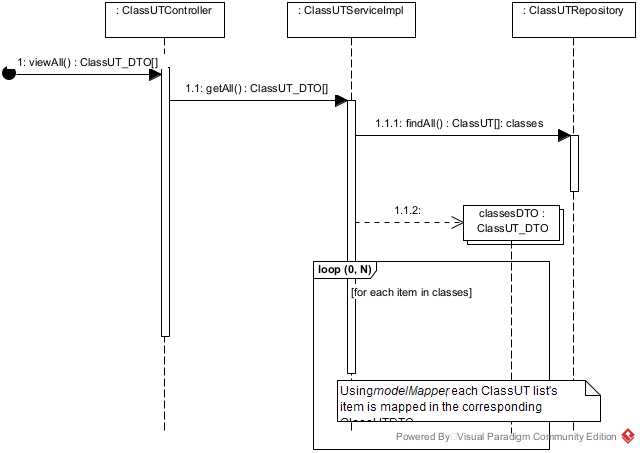 : ClassUTController
: ClassUTServiceImpl
: ClassUTRepository
1: viewAll() : ClassUT_DTO[]
1.1: getAll() : ClassUT_DTO[]
1.1.1: findAll() : ClassUT[]: classes
1.1.2:
classesDTO :
ClassUT_DTO
loop (0, N)
[for each item in classes]
Using modelMapper, each ClassUT list's
item is mapped in the corresponding
ClassUTDTO
Powered By: Visual Paradigm Community Edition